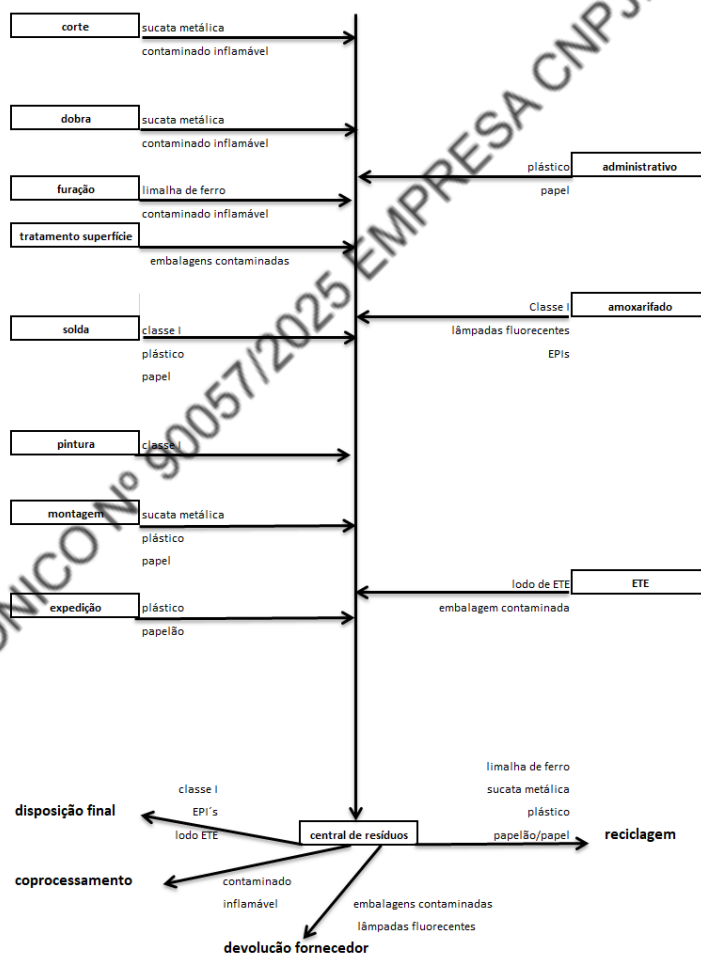 corte
sucata metálica
contaminado inflamável
dobra
sucata metálica
contaminado inflamável
plástico
administrativo
papel
furação
limalha de ferro
contaminado inflamável
tratamento superfície
embalagens contaminadas
Classe I
amoxarifado
lâmpadas fluorecentes
EPIs
solda
classe I
plástico
papel
pintura
classe I
montagem
sucata metálica
plástico
papel
lodo de ETE
ETE
embalagem contaminada
expedição
plástico
papelão
limalha de ferro
sucata metálica
plástico
papelão/papel
reciclagem
classe I
EPI´s
lodo ETE
disposição final
central de resíduos
coprocessamento
contaminado
inflamável
embalagens contaminadas
lâmpadas fluorecentes
devolucão fornecedor
ÔNICO Nº 90057/2025 EMPRESA CNPJ: